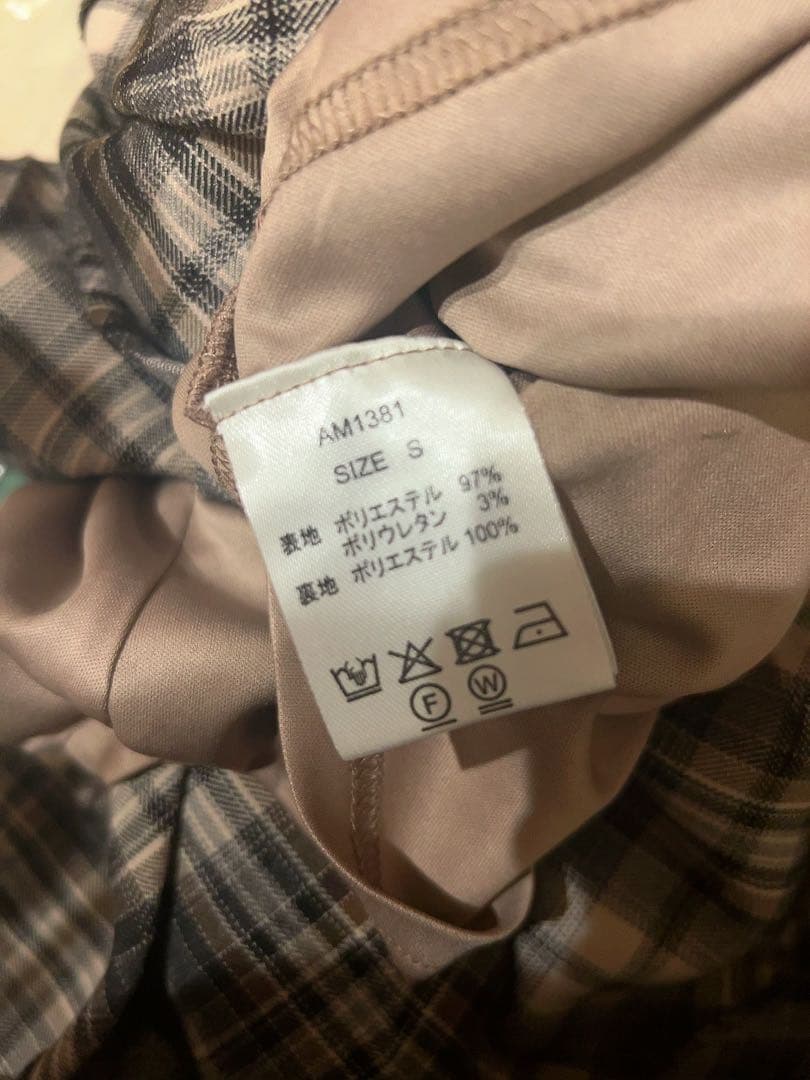 AM1381
SIZE S
表地 ポリエステル 97%
ポリウレタン 3%
裏地 ポリエステル 100%
F W